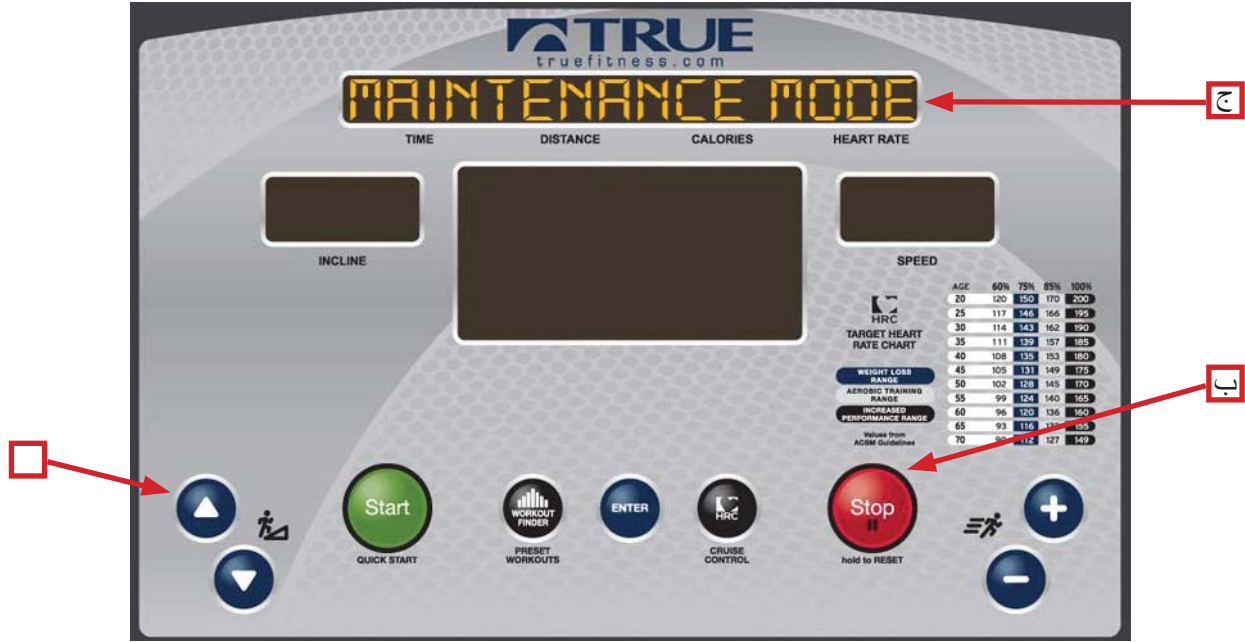 TRUE
truefitness.com
MAINTENANCE MODE
TIME DISTANCE CALORIES HEART RATE
ج
INCLINE
SPEED
HRC
TARGET HEART
RATE CHART
WEIGHT LOSS
RANGE
AEROBIC TRAINING
RANGE
INCREASED
PERFORMANCE RANGE
Values from
ACSM Guidelines
AGE 60% 75% 85% 100%
20 120 150 170 200
25 117 146 166 195
30 114 143 162 190
35 111 139 157 185
40 108 135 153 180
45 105 131 149 175
50 102 128 145 170
55 99 124 140 165
60 96 120 136 160
65 93 116 155
70 112 127 149
ب
Start
QUICK START
WORKOUT
FINDER
PRESET
WORKOUTS
ENTER
HRC
CRUISE
CONTROL
Stop
hold to RESET